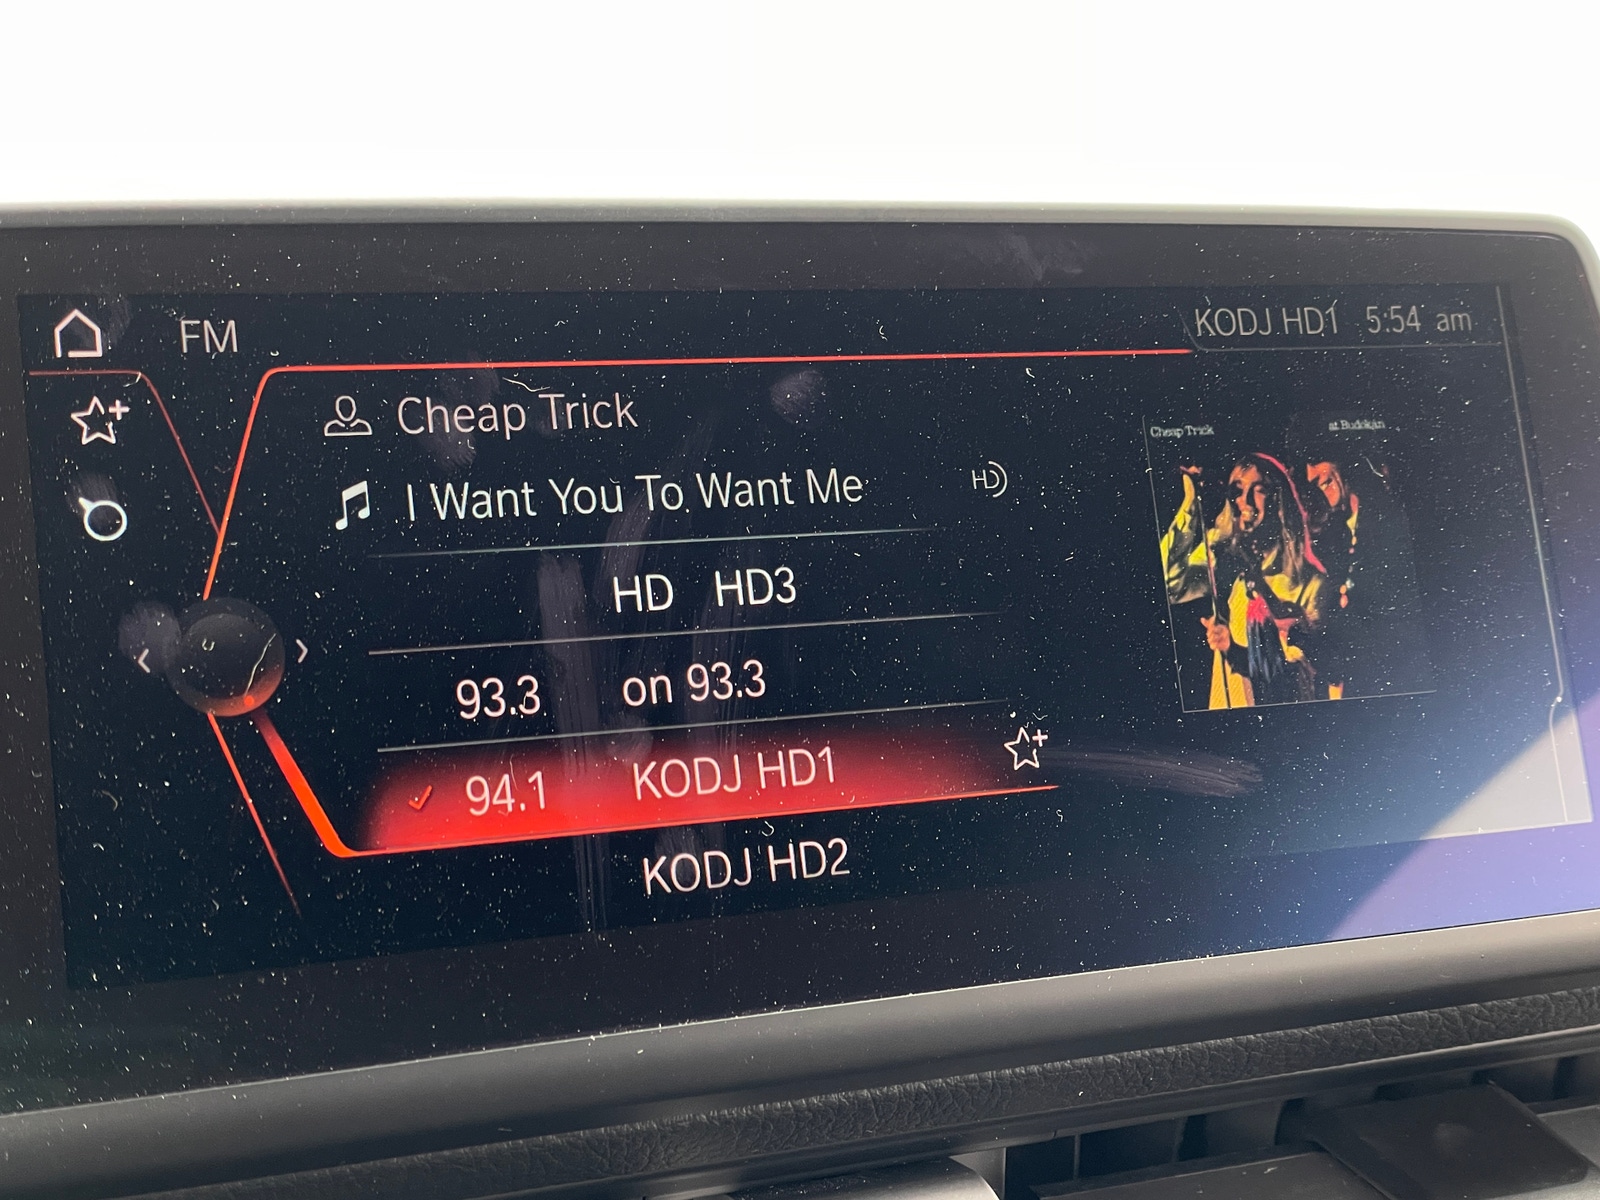 FM
KODJ HD1 5:54 am
Cheap Trick
I Want You To Want Me
HD
HD HD3
93.3 on 93.3
94.1 KODJ HD1
KODJ HD2
Cheap Trick at Budokan